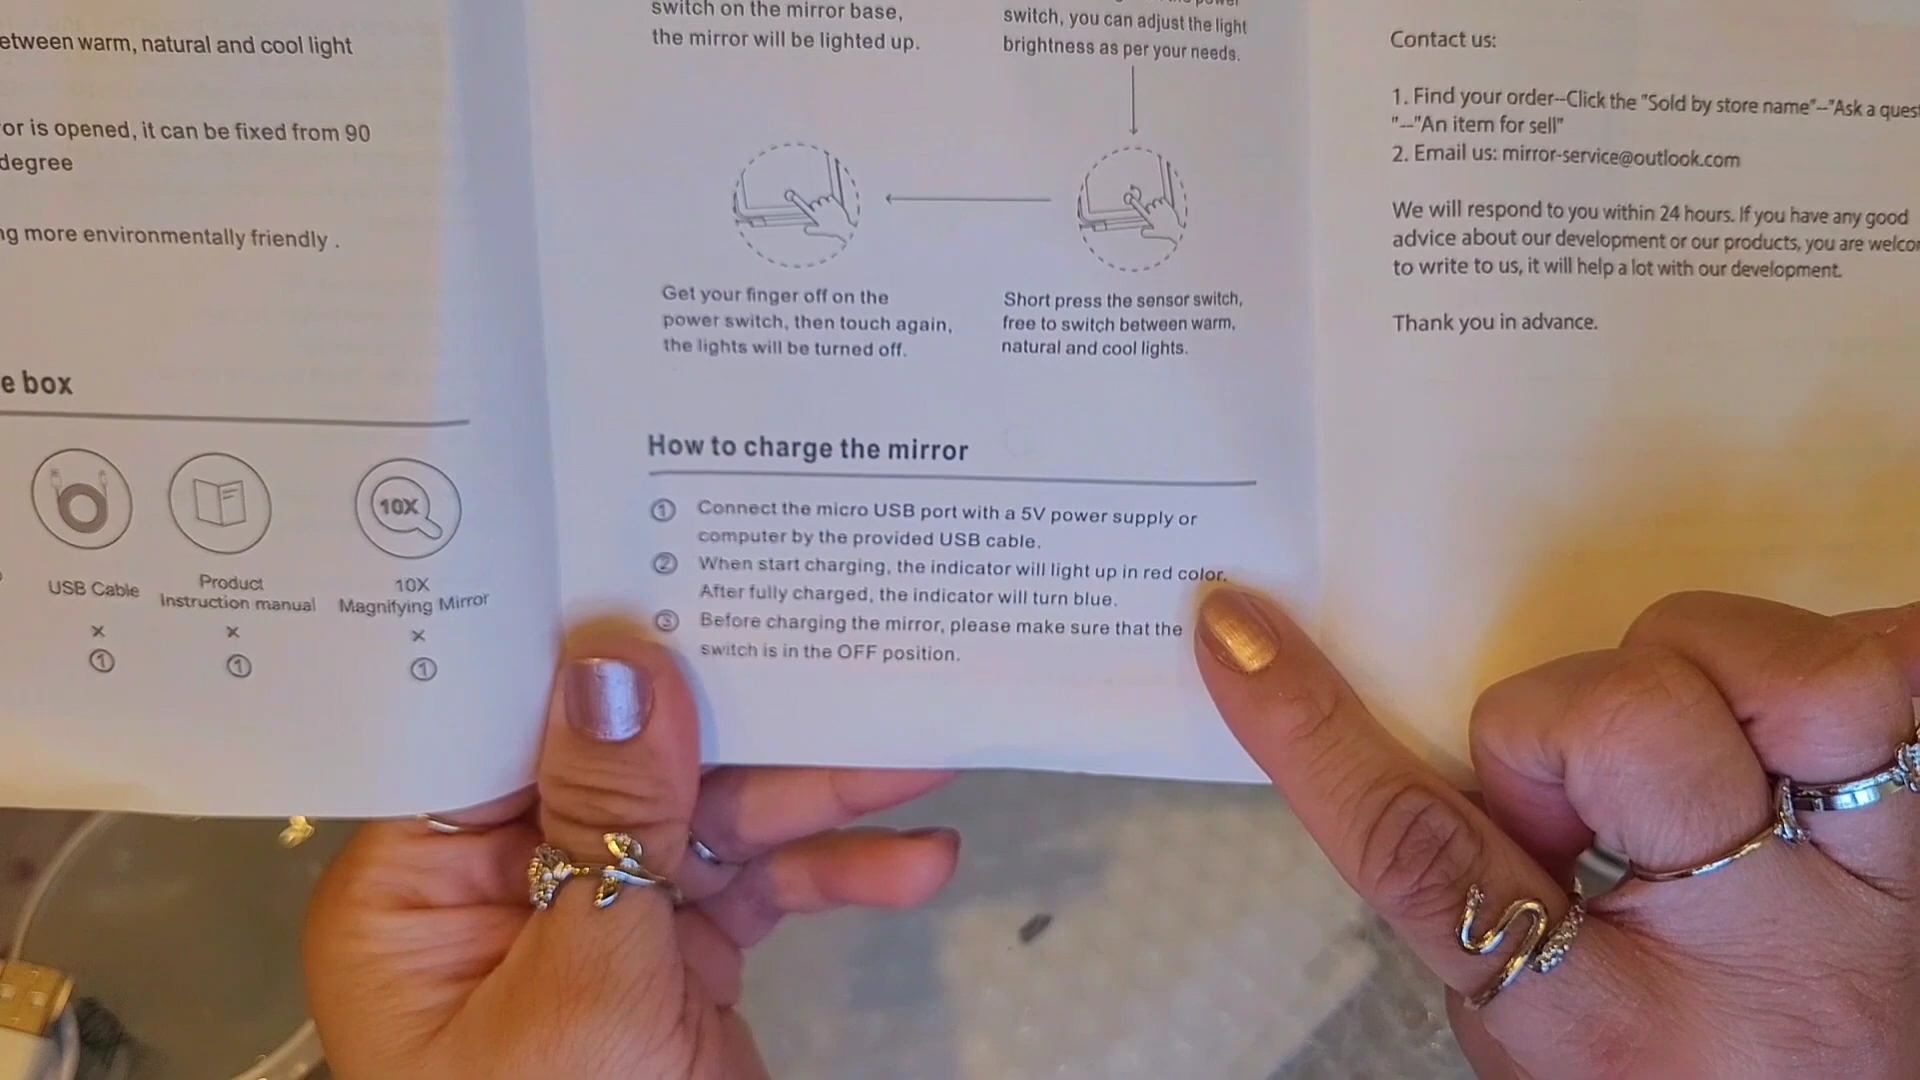 etween warm, natural and cool light
or is opened, it can be fixed from 90
degree
more environmentally friendly .
e box
10X
USB Cable
Product
Instruction manual
10X
Magnifying Mirror
×
×
×
①
①
①
switch on the mirror base,
the mirror will be lighted up.
power
switch, you can adjust the light
brightness as per your needs.
Get your finger off on the
power switch, then touch again,
the lights will be turned off.
Short press the sensor switch,
free to switch between warm,
natural and cool lights.
How to charge the mirror
① Connect the micro USB port with a 5V power supply or
computer by the provided USB cable.
② When start charging, the indicator will light up in red color.
After fully charged, the indicator will turn blue.
③ Before charging the mirror, please make sure that the
switch is in the OFF position.
Contact us:
1. Find your order--Click the "Sold by store name"--"Ask a quest
"--"An item for sell"
2. Email us: mirror-service@outlook.com
We will respond to you within 24 hours. If you have any good
advice about our development or our products, you are welco
to write to us, it will help a lot with our development.
Thank you in advance.